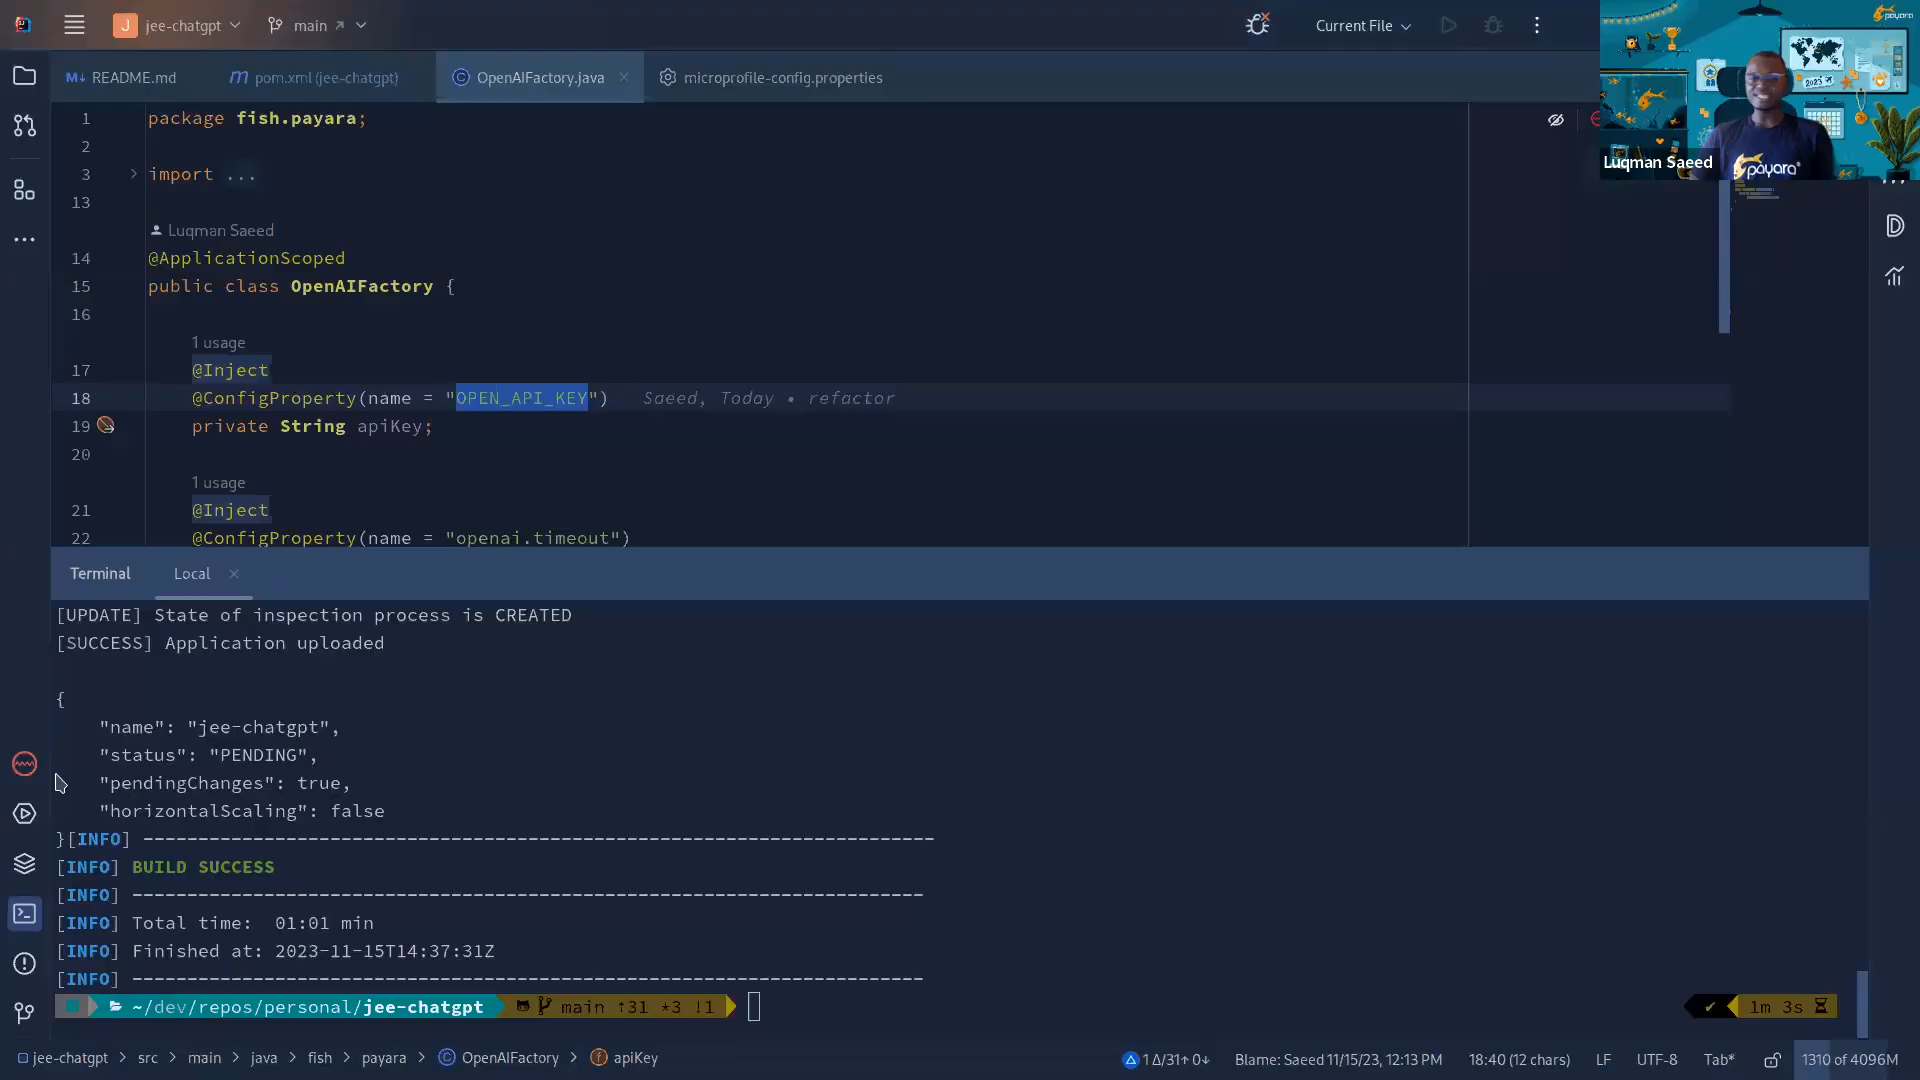 jee-chatgpt
main
Current File
payara
README.md
pom.xml (jee-chatgpt)
OpenAIFactory.java
microprofile-config.properties
2023
Luqman Saeed
payara
1 package fish.payara;
2
3 import ...
13
Luqman Saeed
14 @ApplicationScoped
15 public class OpenAIFactory {
16
1 usage
17 @Inject
18 @ConfigProperty(name = "OPEN_API_KEY") Saeed, Today • refactor
19 private String apiKey;
20
1 usage
21 @Inject
22 @ConfigProperty(name = "openai.timeout")
Terminal
Local
[UPDATE] State of inspection process is CREATED
[SUCCESS] Application uploaded
{
"name": "jee-chatgpt",
"status": "PENDING",
"pendingChanges": true,
"horizontalScaling": false
}[INFO] ------------------------------------------------------------------------
[INFO] BUILD SUCCESS
[INFO] ------------------------------------------------------------------------
[INFO] Total time:  01:01 min
[INFO] Finished at: 2023-11-15T14:37:31Z
[INFO] ------------------------------------------------------------------------
~/dev/repos/personal/jee-chatgpt main ↑31 *3 !1
✔ 1m 3s
jee-chatgpt > src > main > java > fish > payara > OpenAIFactory > apiKey
1 Δ/31↑ 0↓
Blame: Saeed 11/15/23, 12:13 PM
18:40 (12 chars)
LF
UTF-8
Tab*
1310 of 4096M